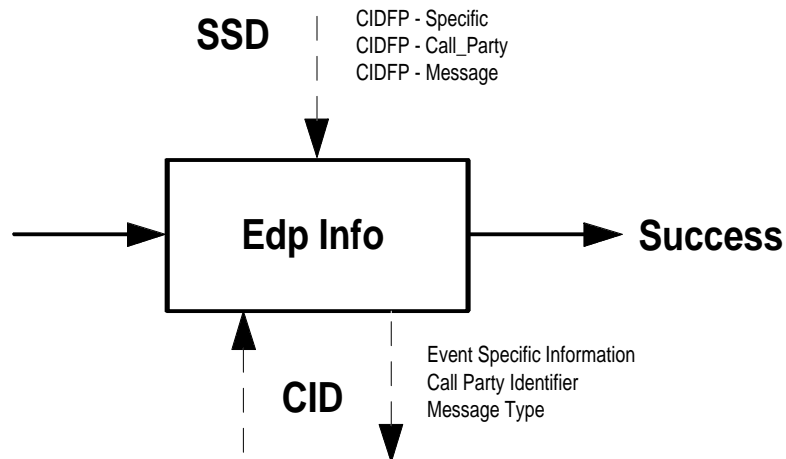 SSD
CIDFP - Specific
CIDFP - Call_Party
CIDFP - Message
Edp Info
Success
CID
Event Specific Information
Call Party Identifier
Message Type